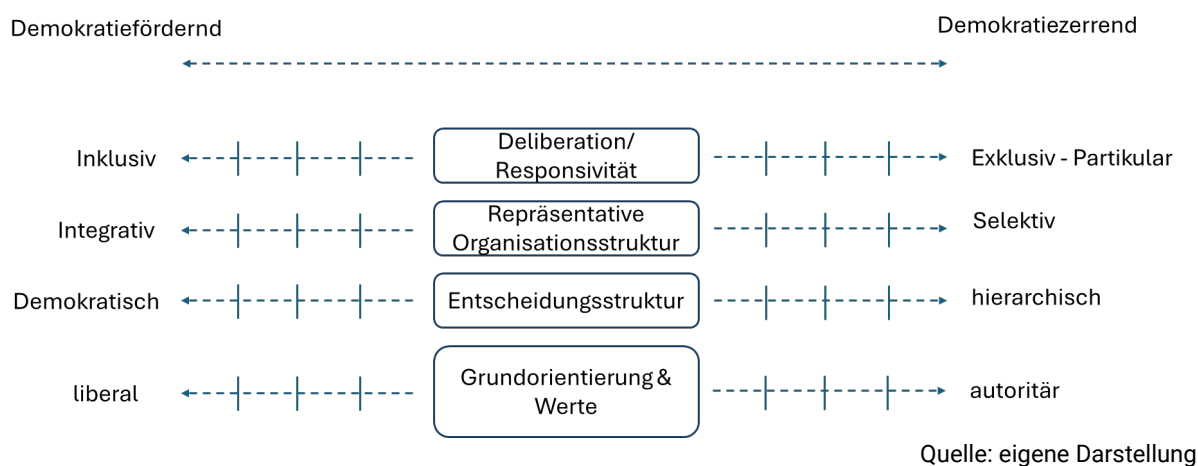 Demokratiefördernd
Demokratiezerrend
Inklusiv
Deliberation/
Responsivität
Exklusiv - Partikular
Integrativ
Repräsentative
Organisationsstruktur
Selektiv
Demokratisch
Entscheidungsstruktur
hierarchisch
liberal
Grundorientierung &
Werte
autoritär
Quelle: eigene Darstellung